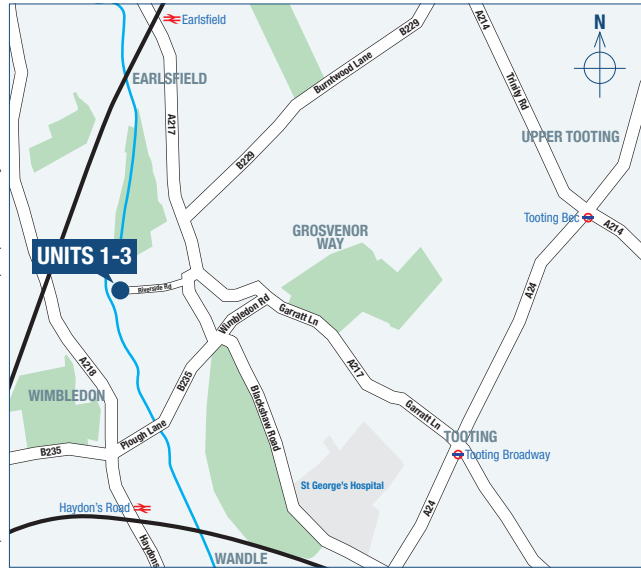 Earlsfield
A214
N
B229
EARLSFIELD
Burntwood Lane
Trinity Rd
A217
UPPER TOOTING
B229
Tooting Bec
A214
GROSVENOR
WAY
UNITS 1-3
Riverside Rd
A24
Wimbledon Rd
Garratt Ln
A218
A217
B235
WIMBLEDON
Blackshaw Road
Garratt Ln
Plough Lane
TOOTING
B235
Tooting Broadway
St George's Hospital
Haydon's Road
A24
Haydons
WANDLE